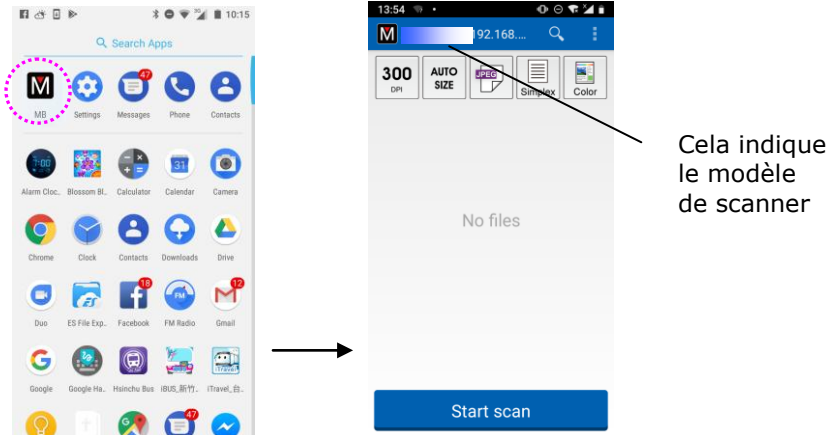 10:15
Search Apps
47
MB Settings Messages Phone Contacts
7:00 31
Alarm Cloc.. Blossom Bl.. Calculator Calendar Camera
Chrome Clock Contacts Downloads Drive
18 FM 12
Duo ES File Exp.. Facebook FM Radio Gmail
Google Google Ha.. Hsinchu Bus iBUS_新竹.. iTravel_台..
47
13:54
M 192.168....
300 DPI
AUTO SIZE
JPEG
Simplex
Color
No files
Start scan
Cela indique
le modèle
de scanner